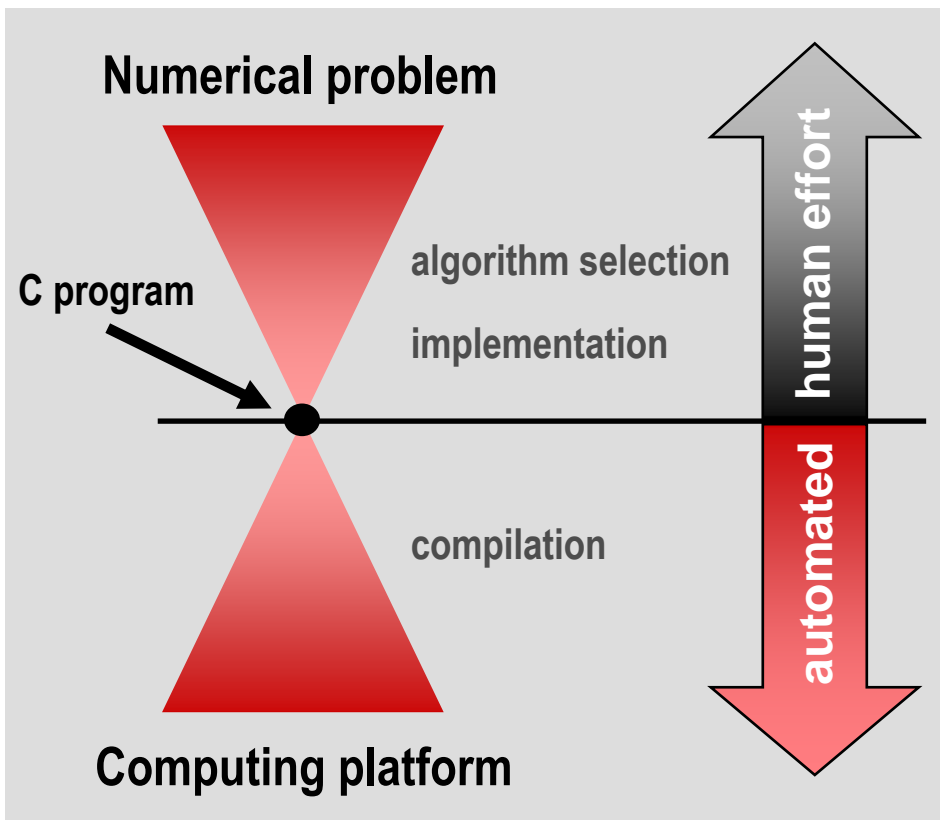 Numerical problem
human effort
algorithm selection
C program
implementation
compilation
automated
Computing platform